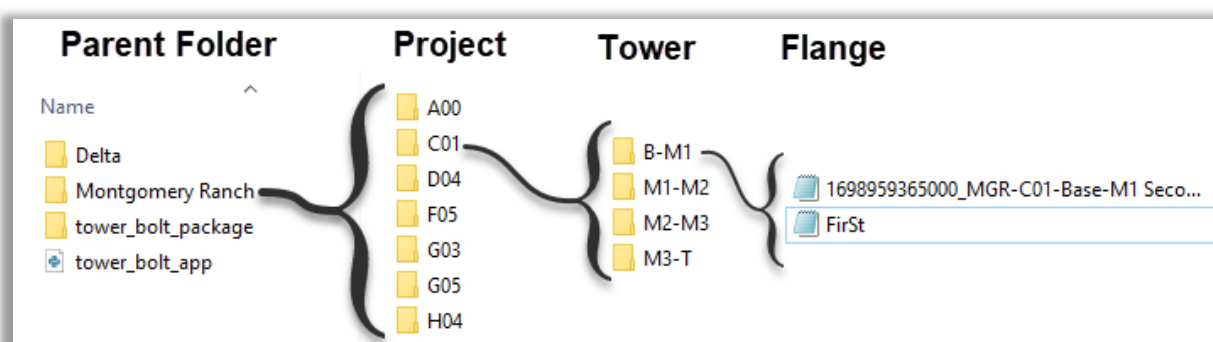 Parent Folder
Project
Tower
Flange
Name
Delta
Montgomery Ranch
tower_bolt_package
tower_bolt_app
A00
C01
D04
F05
G03
G05
H04
B-M1
M1-M2
M2-M3
M3-T
1698959365000_MGR-C01-Base-M1 Seco...
FirSt